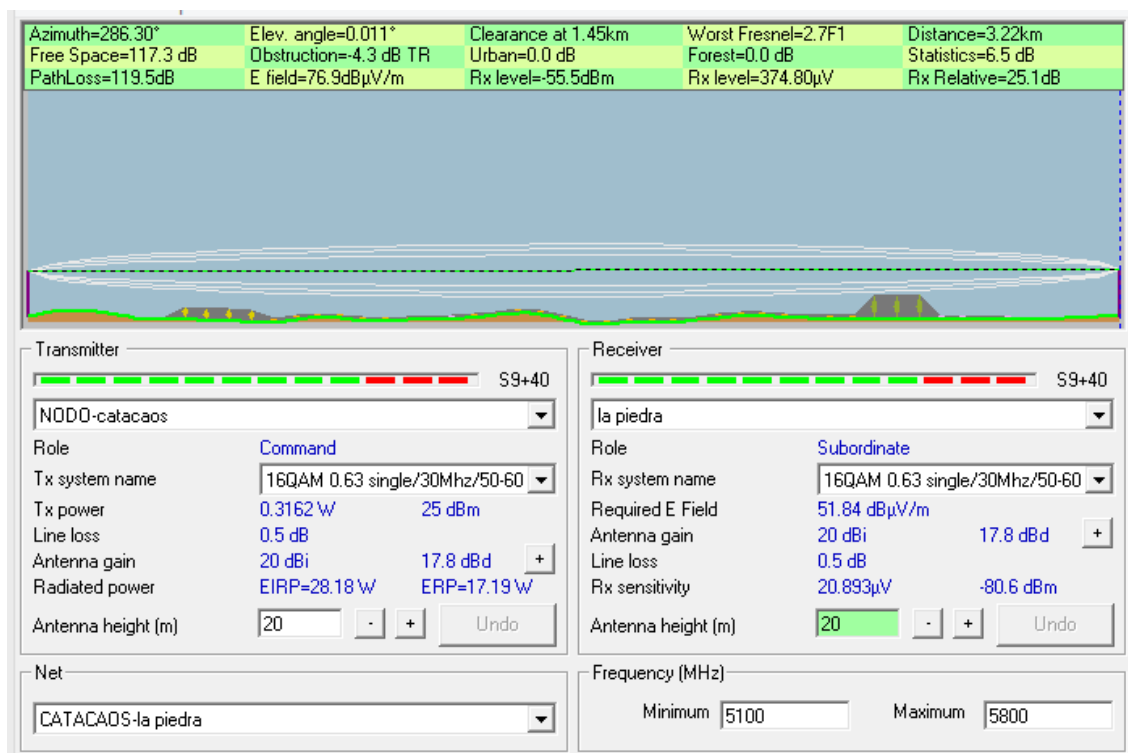 Azimuth=286.30° Elev. angle=0.011° Clearance at 1.45km Worst Fresnel=2.7F1 Distance=3.22km
Free Space=117.3 dB Obstruction=-4.3 dB TR Urban=0.0 dB Forest=0.0 dB Statistics=6.5 dB
PathLoss=119.5dB E field=76.9dBµV/m Rx level=-55.5dBm Rx level=374.80µV Rx Relative=25.1dB
Transmitter
S9+40
NODO-catacaos
Role Command
Tx system name 16QAM 0.63 single/30Mhz/50-60
Tx power 0.3162 W 25 dBm
Line loss 0.5 dB
Antenna gain 20 dBi 17.8 dBd +
Radiated power EIRP=28.18 W ERP=17.19 W
Antenna height (m) 20 - + Undo
Receiver
S9+40
la piedra
Role Subordinate
Rx system name 16QAM 0.63 single/30Mhz/50-60
Required E Field 51.84 dBµV/m
Antenna gain 20 dBi 17.8 dBd +
Line loss 0.5 dB
Rx sensitivity 20.893µV -80.6 dBm
Antenna height (m) 20 - + Undo
Net
CATACAOS-la piedra
Frequency (MHz)
Minimum 5100 Maximum 5800